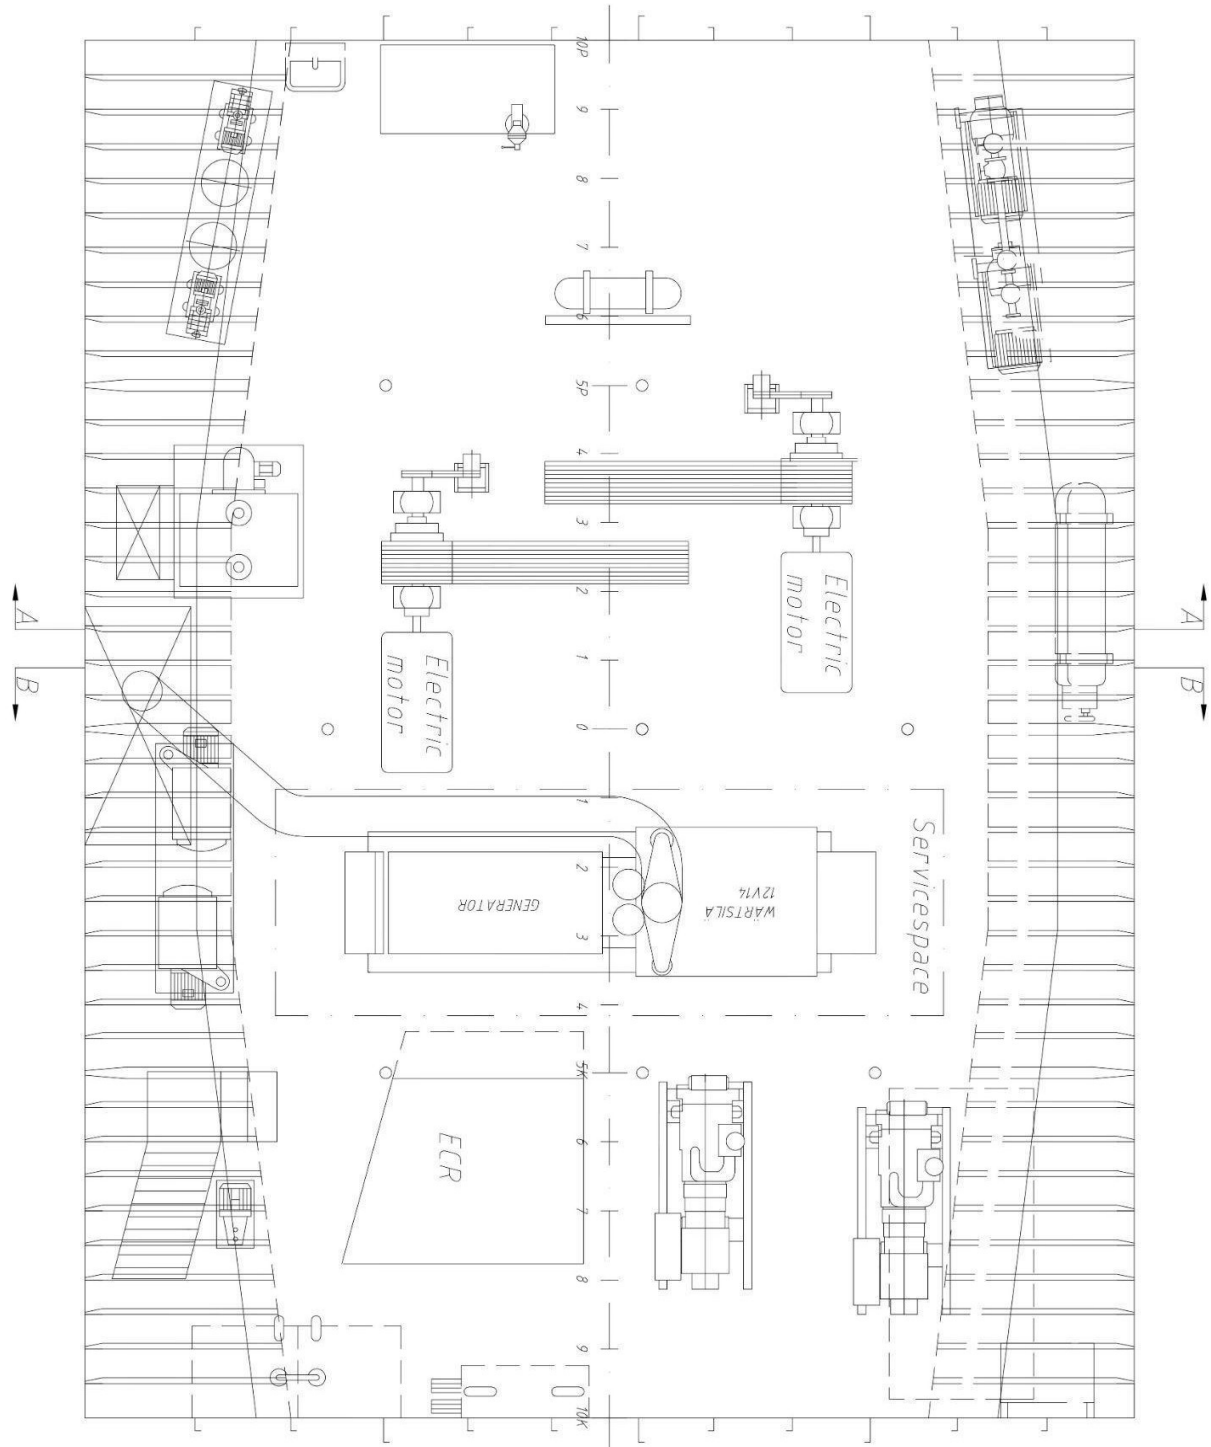 10P
9
8
7
6
5P
4
3
Electric
motor
2
A
A
1
B
B
Electric
motor
0
1
Servicespace
2
WÄRTSILÄ
12V14
GENERATOR
3
4
5K
6
ECR
7
8
9
10K